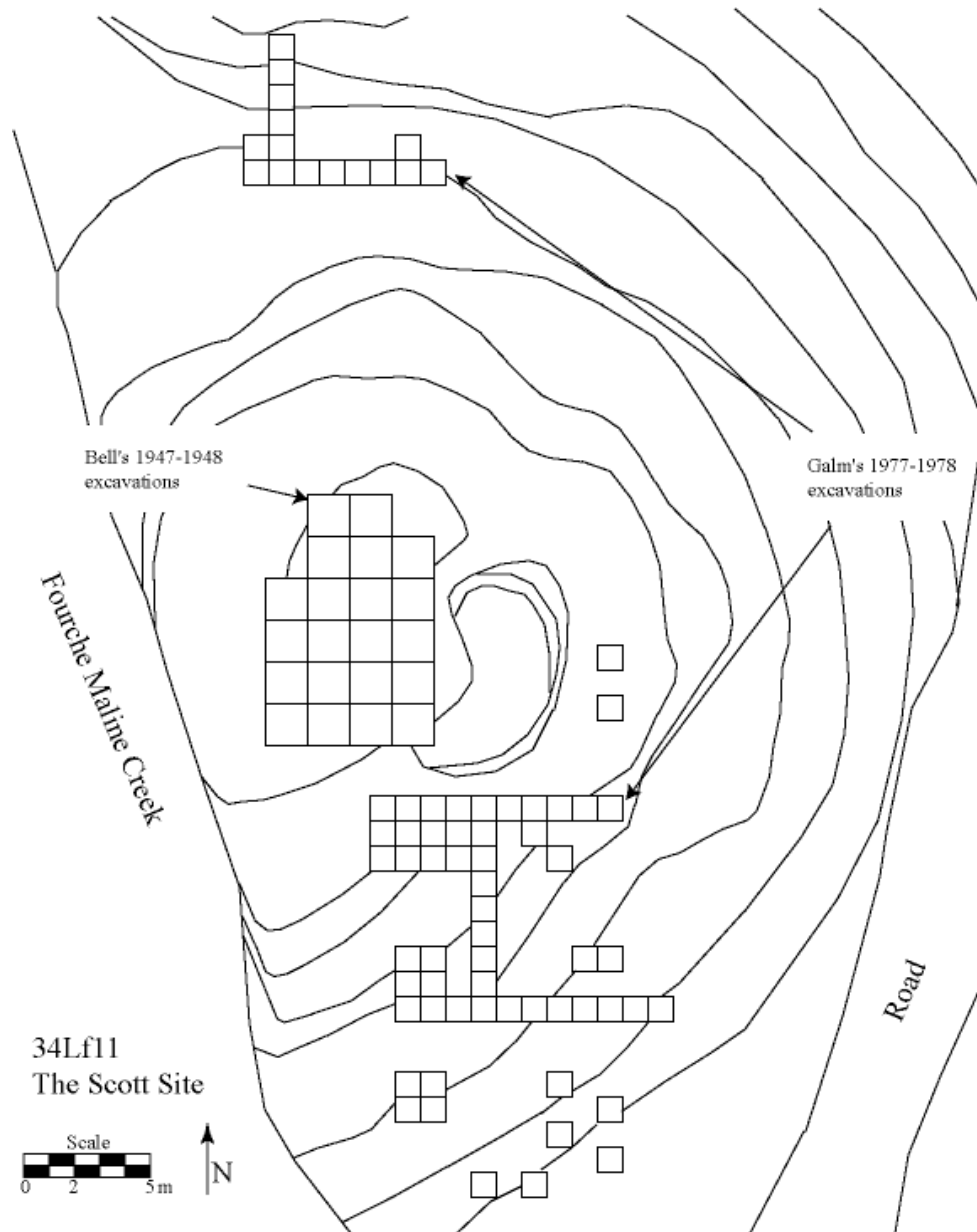 Bell's 1947-1948
excavations
Galm's 1977-1978
excavations
Fourche Maline Creek
Road
34Lf11
The Scott Site
Scale
0 2 5 m
N